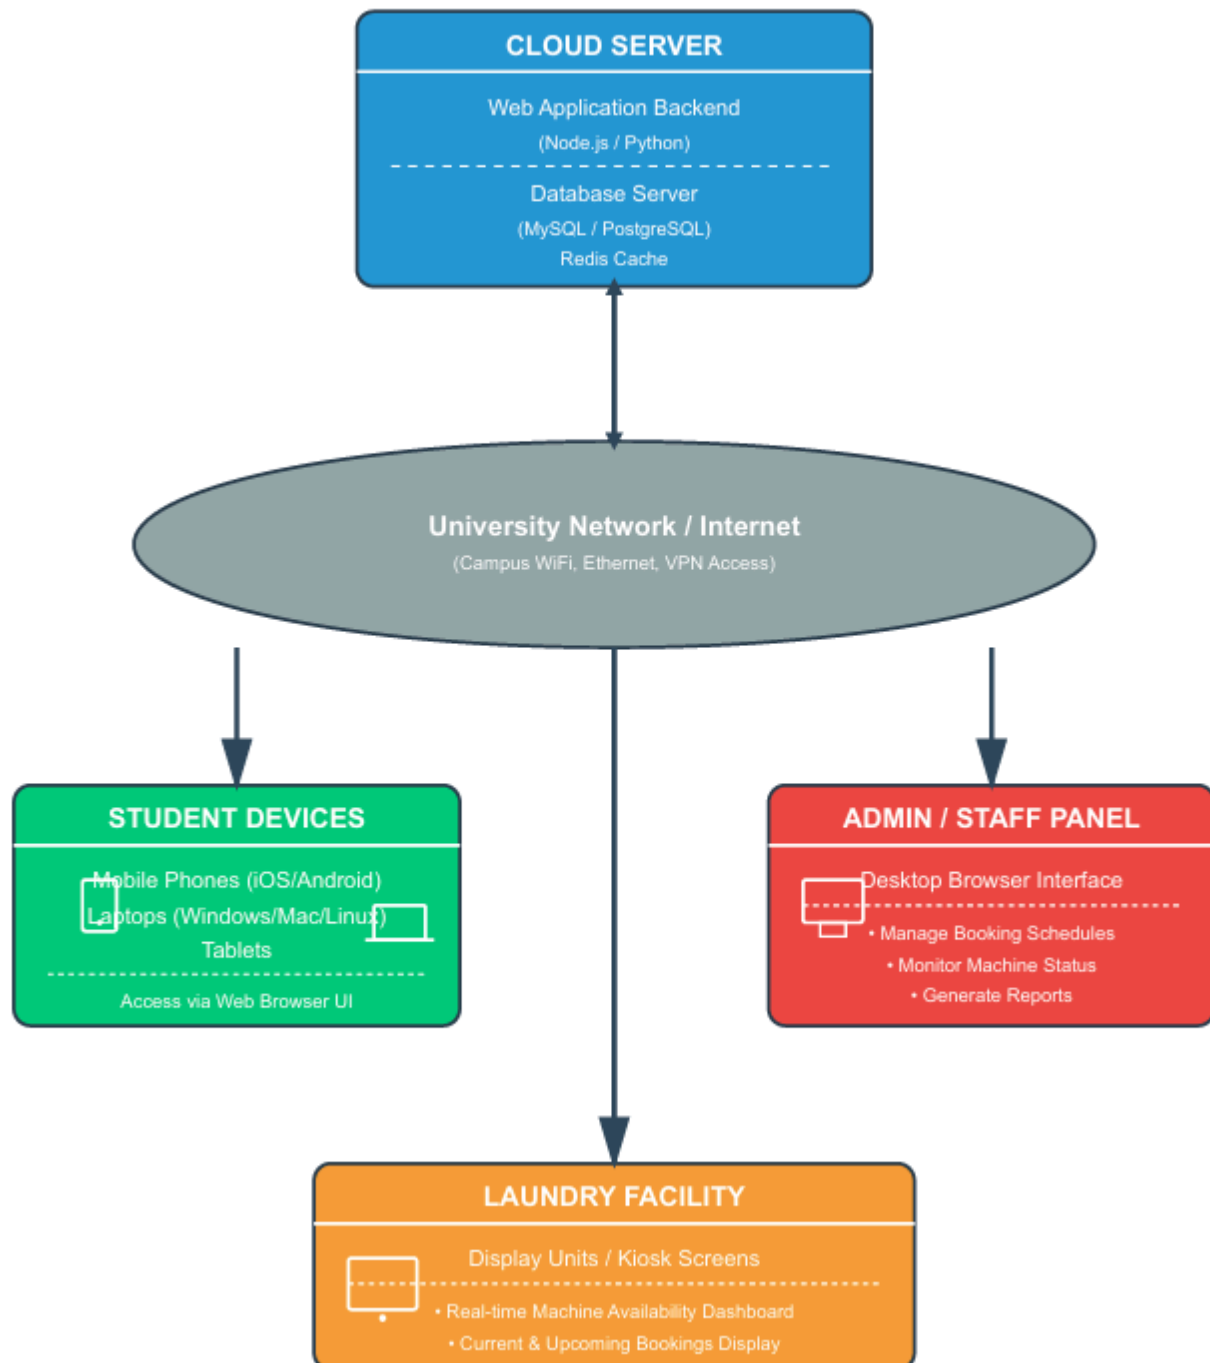 CLOUD SERVER
Web Application Backend
(Node.js / Python)
Database Server
(MySQL / PostgreSQL)
Redis Cache
University Network / Internet
(Campus WiFi, Ethernet, VPN Access)
STUDENT DEVICES
Mobile Phones (iOS/Android)
Laptops (Windows/Mac/Linux)
Tablets
Access via Web Browser UI
ADMIN / STAFF PANEL
Desktop Browser Interface
• Manage Booking Schedules
• Monitor Machine Status
• Generate Reports
LAUNDRY FACILITY
Display Units / Kiosk Screens
• Real-time Machine Availability Dashboard
• Current & Upcoming Bookings Display